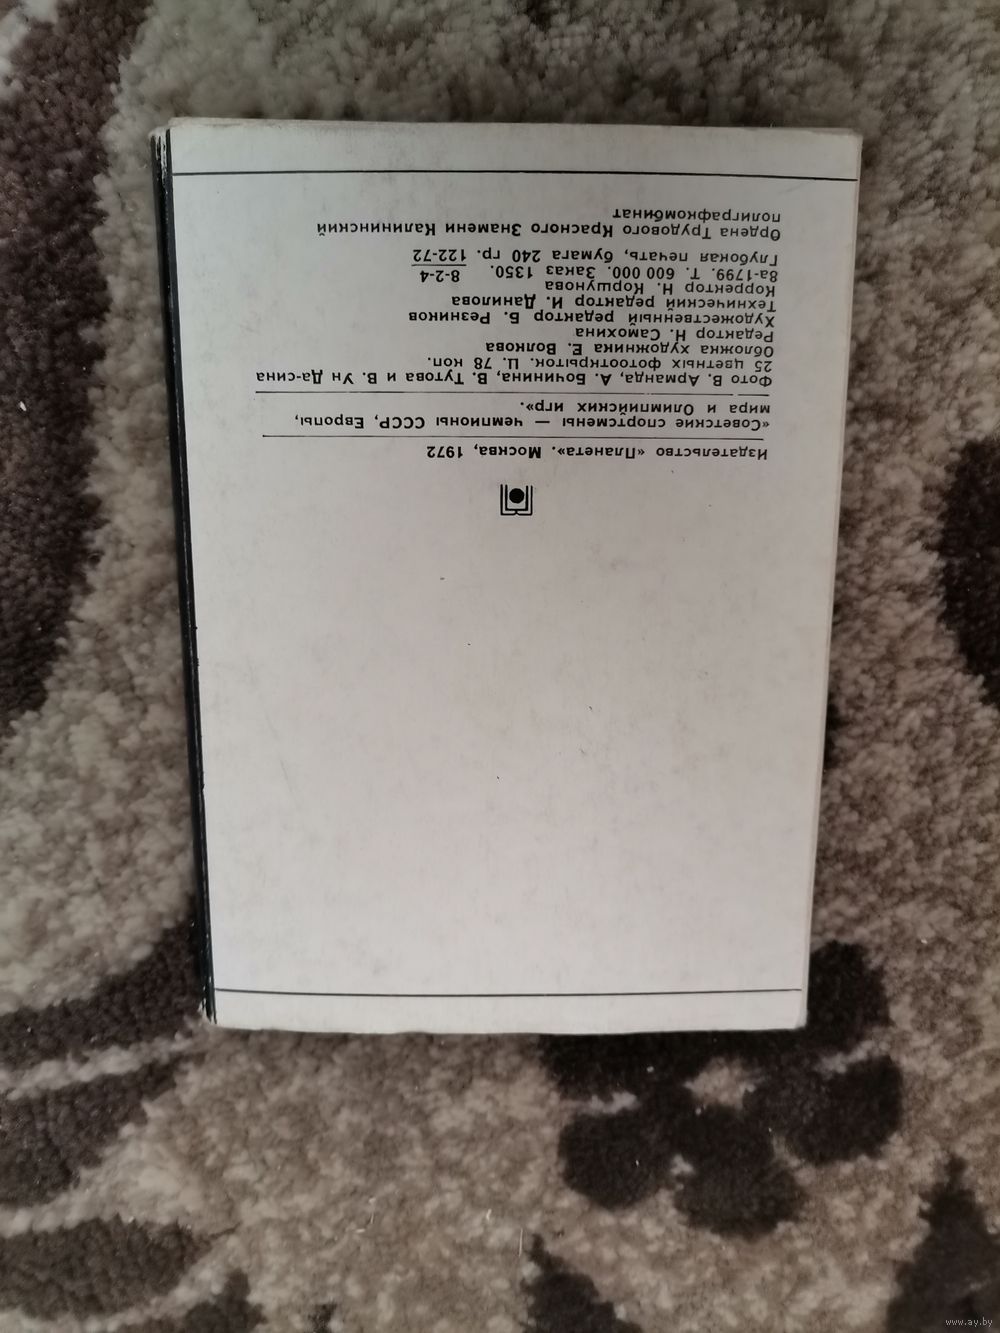 Издательство «Планета». Москва, 1972
«Советские спортсмены — чемпионы СССР, Европы,
мира и Олимпийских игр».
Фото В. Арманда, А. Бочинина, В. Тутова и В. Ун Да-сина
25 цветных фотооткрыток. Ц. 78 коп.
Обложка художника Е. Волкова
Редактор Н. Самохина
Художественный редактор Б. Резников
Технический редактор И. Данилова
Корректор Н. Коршунова
8а-1799. Т. 600 000. Заказ 1350. 8-2-4
Глубокая печать, бумага 240 гр. 122-72
Ордена Трудового Красного Знамени Калининский
полиграфкомбинат
www.ay.by